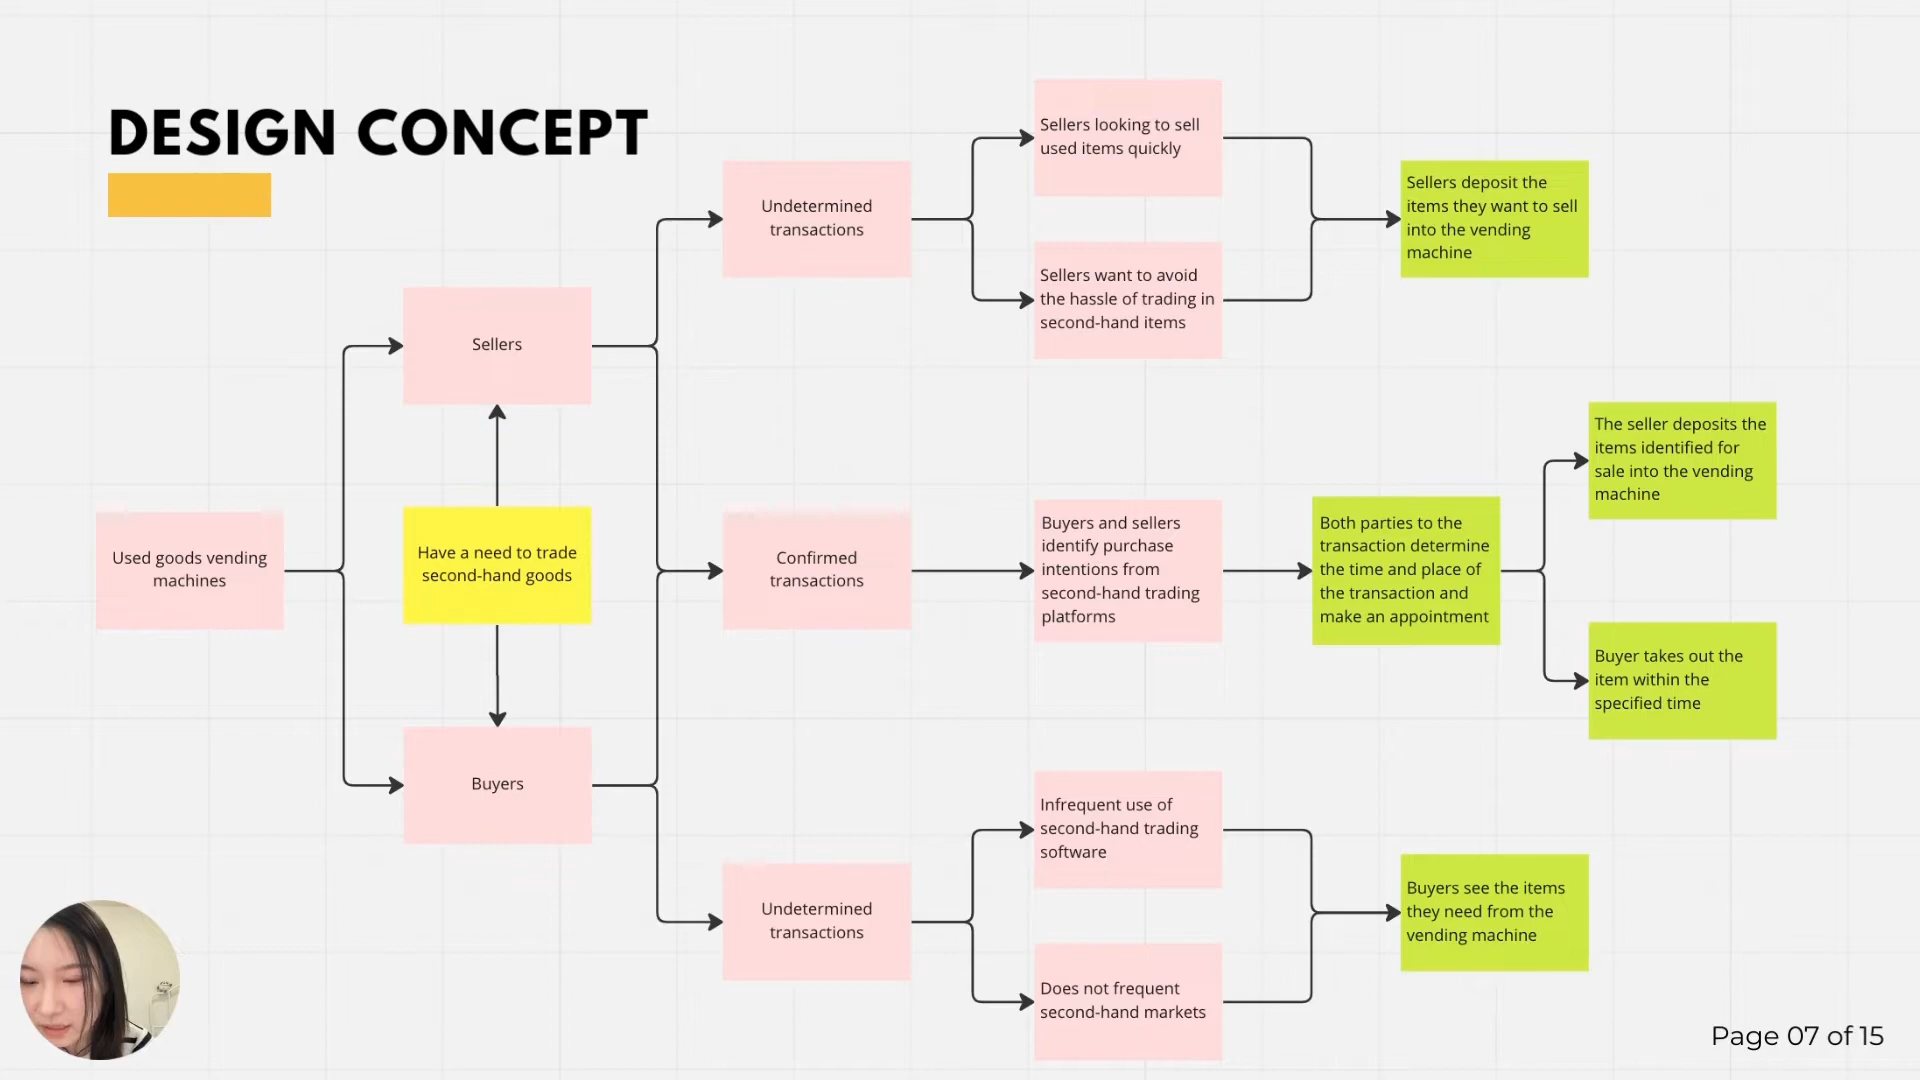 DESIGN CONCEPT
Used goods vending
machines
Sellers
Have a need to trade
second-hand goods
Buyers
Undetermined
transactions
Confirmed
transactions
Undetermined
transactions
Sellers looking to sell
used items quickly
Sellers want to avoid
the hassle of trading in
second-hand items
Sellers deposit the
items they want to sell
into the vending
machine
Buyers and sellers
identify purchase
intentions from
second-hand trading
platforms
Both parties to the
transaction determine
the time and place of
the transaction and
make an appointment
The seller deposits the
items identified for
sale into the vending
machine
Buyer takes out the
item within the
specified time
Infrequent use of
second-hand trading
software
Does not frequent
second-hand markets
Buyers see the items
they need from the
vending machine
Page 07 of 15